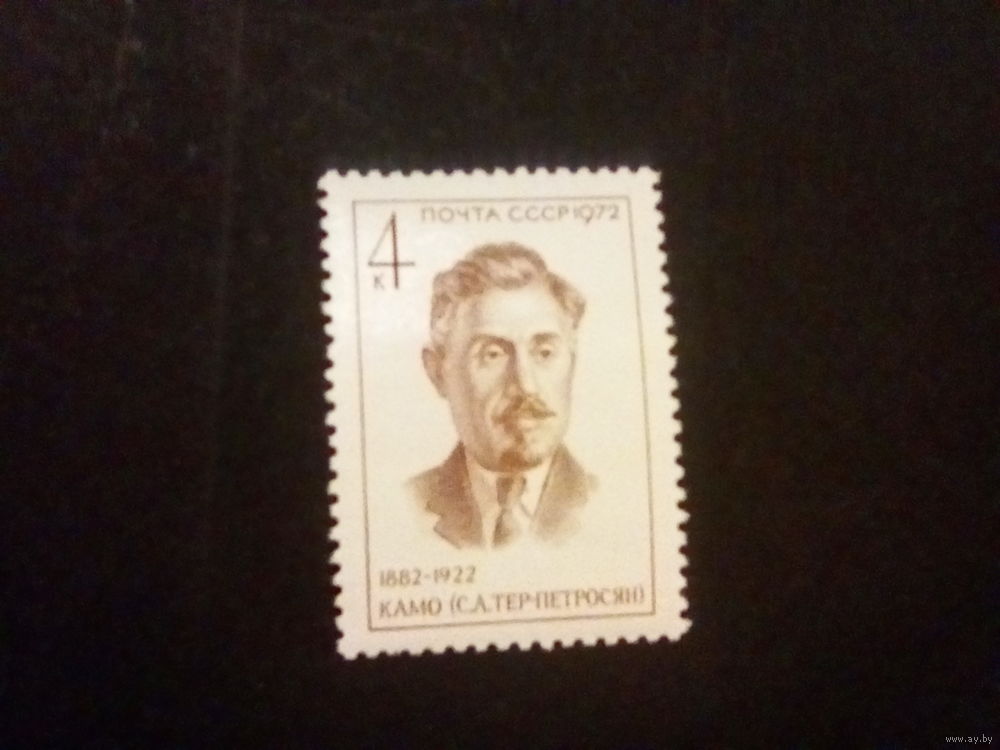 ПОЧТА СССР 1972
4
к
1882-1922
КАМО (С.А.ТЕР-ПЕТРОСЯН)
www.ay.by